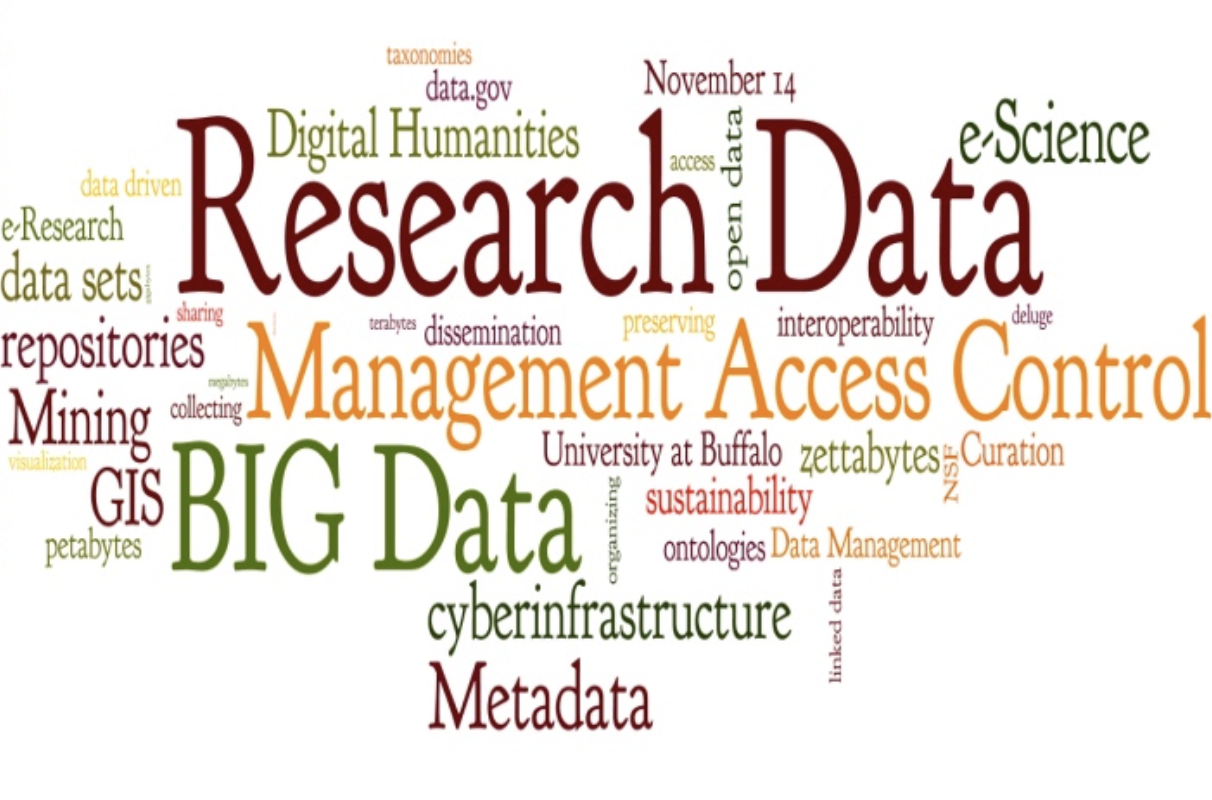 taxonomies
data.gov
November 14
Digital Humanities
e-Science
access
open data
data driven
Research Data
e-Research
data sets
sharing
terabytes
dissemination
preserving
interoperability
deluge
repositories
megabytes
Management Access Control
collecting
Mining
visualization
University at Buffalo
zettabytes
NSF
Curation
GIS
BIG Data
organizing
sustainability
petabytes
ontologies
Data Management
linked data
cyberinfrastructure
Metadata